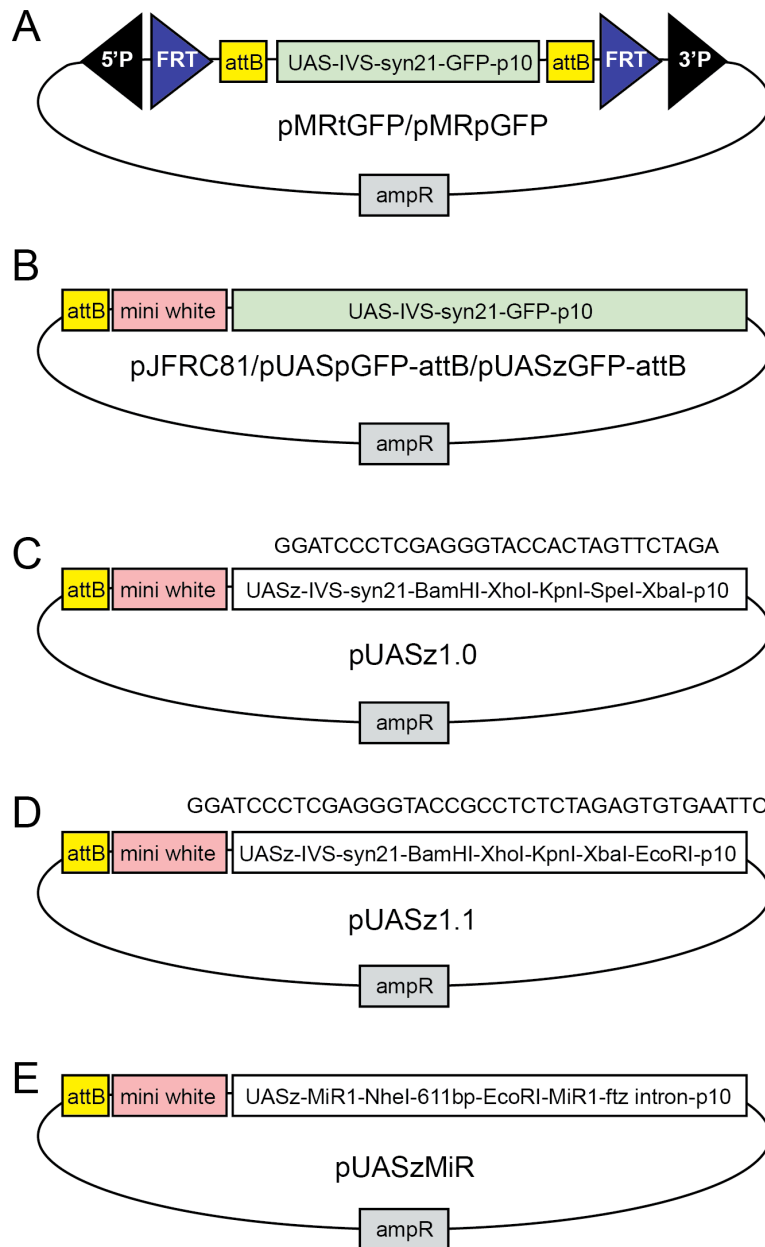 A
5'P FRT attB UAS-IVS-syn21-GFP-p10 attB FRT 3'P
pMRtGFP/pMRpGFP
ampR
B
attB mini white UAS-IVS-syn21-GFP-p10
pJFRC81/pUASpGFP-attB/pUASzGFP-attB
ampR
C
GGATCCCTCGAGGGTACCACTAGTTCTAGA
attB mini white UASz-IVS-syn21-BamHI-XhoI-KpnI-SpeI-XbaI-p10
pUASz1.0
ampR
D
GGATCCCTCGAGGGTACCGCCTCTCTAGAGTGTGAATTC
attB mini white UASz-IVS-syn21-BamHI-XhoI-KpnI-XbaI-EcoRI-p10
pUASz1.1
ampR
E
attB mini white UASz-MiR1-NheI-611bp-EcoRI-MiR1-ftz intron-p10
pUASzMiR
ampR